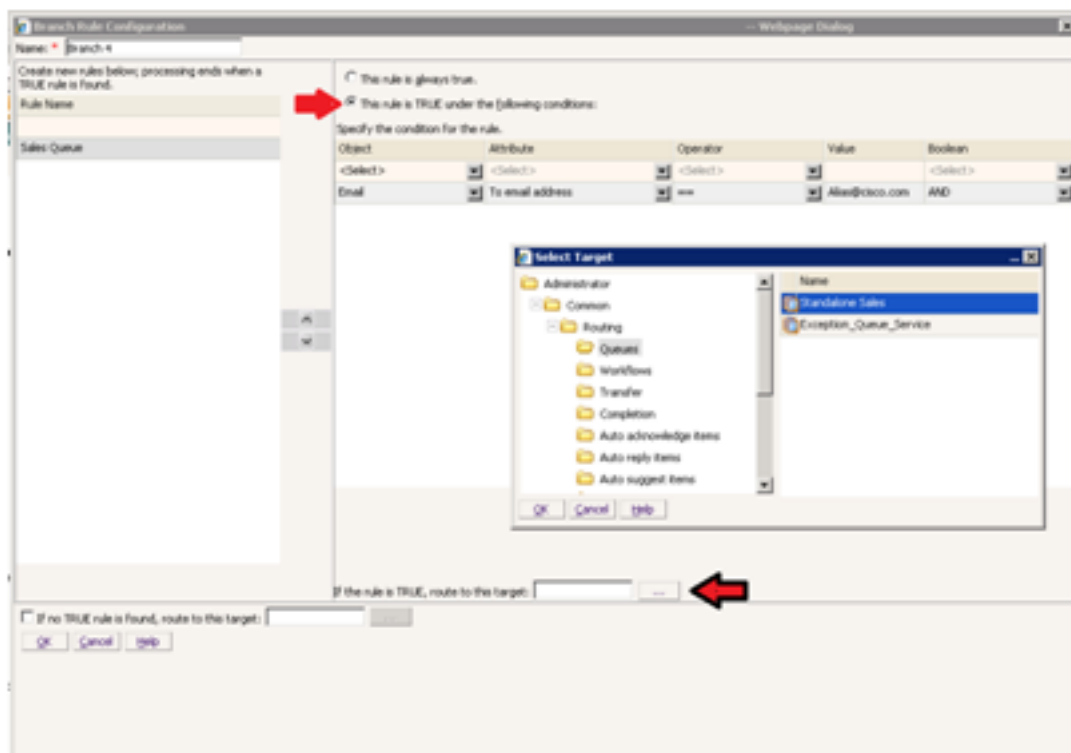 Branch Rule Configuration -- Webpage Dialog
Name: * Branch 4
Create new rules below; processing ends when a
TRUE rule is found.
Rule Name
Sales Queue
This rule is always true.
This rule is TRUE under the following conditions:
Specify the condition for the rule.
Object Attribute Operator Value Boolean
<Select> <Select> <Select> <Select>
Email To email address == Alias@cisco.com AND
Select Target
Administrator
Common
Routing
Queues
Workflows
Transfer
Completion
Auto acknowledge items
Auto reply items
Auto suggest items
Name
Standalone Sales
Exception_Queue_Service
OK Cancel Help
If the rule is TRUE, route to this target: ...
If no TRUE rule is found, route to this target: ...
OK Cancel Help